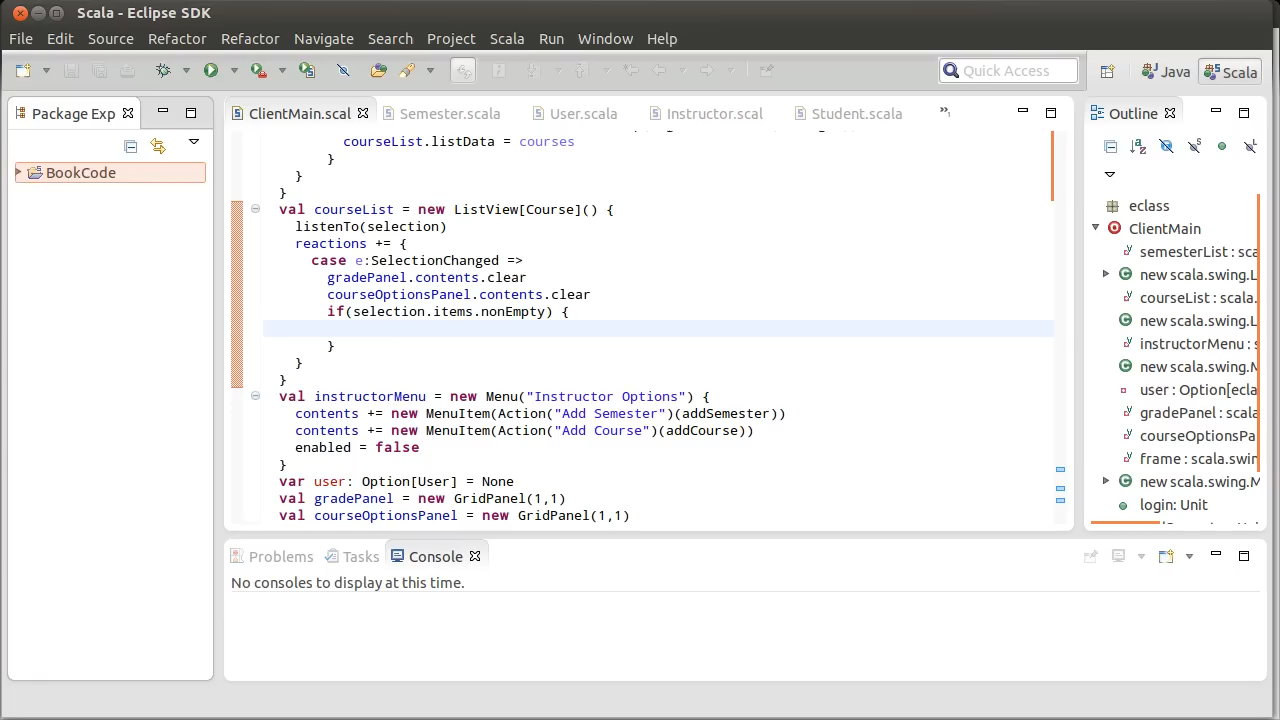 Scala - Eclipse SDK
File Edit Source Refactor Refactor Navigate Search Project Scala Run Window Help
Quick Access Java Scala
Package Exp
ClientMain.scal Semester.scala User.scala Instructor.scal Student.scala
Outline
BookCode
courseList.listData = courses
}
}
}
val courseList = new ListView[Course]() {
listenTo(selection)
reactions += {
case e:SelectionChanged =>
gradePanel.contents.clear
courseOptionsPanel.contents.clear
if(selection.items.nonEmpty) {
}
}
}
val instructorMenu = new Menu("Instructor Options") {
contents += new MenuItem(Action("Add Semester")(addSemester))
contents += new MenuItem(Action("Add Course")(addCourse))
enabled = false
}
var user: Option[User] = None
val gradePanel = new GridPanel(1,1)
val courseOptionsPanel = new GridPanel(1,1)
eclass
ClientMain
semesterList : sca
new scala.swing.L
courseList : scala.
new scala.swing.L
instructorMenu : s
new scala.swing.M
user : Option[ecla
gradePanel : scala
courseOptionsPa
frame : scala.swin
new scala.swing.M
login: Unit
Problems Tasks Console
No consoles to display at this time.